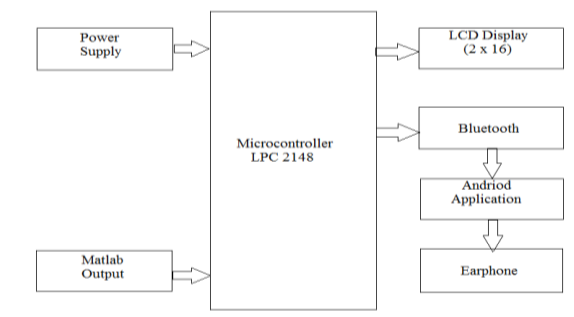 Power
Supply
LCD Display
(2 x 16)
Microcontroller
LPC 2148
Bluetooth
Andriod
Application
Matlab
Output
Earphone